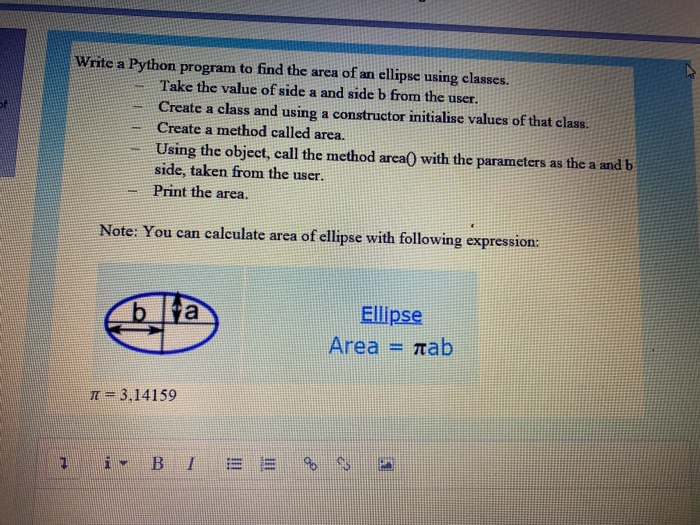 Write a Python program to find the area of an ellipse using classes.
– Take the value of side a and side b from the user.
– Create a class and using a constructor initialise values of that class.
– Create a method called area.
– Using the object, call the method area() with the parameters as the a and b
side, taken from the user.
– Print the area.
Note: You can calculate area of ellipse with following expression:
b a
Ellipse
Area = πab
π = 3.14159
i B I